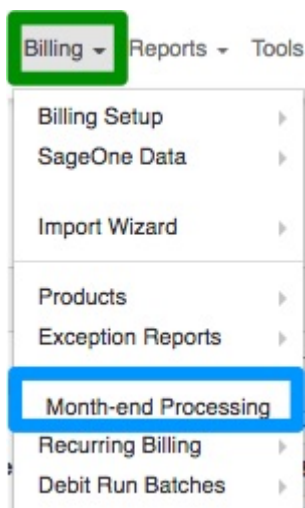 Billing Reports Tools
Billing Setup
SageOne Data
Import Wizard
Products
Exception Reports
Month-end Processing
Recurring Billing
Debit Run Batches